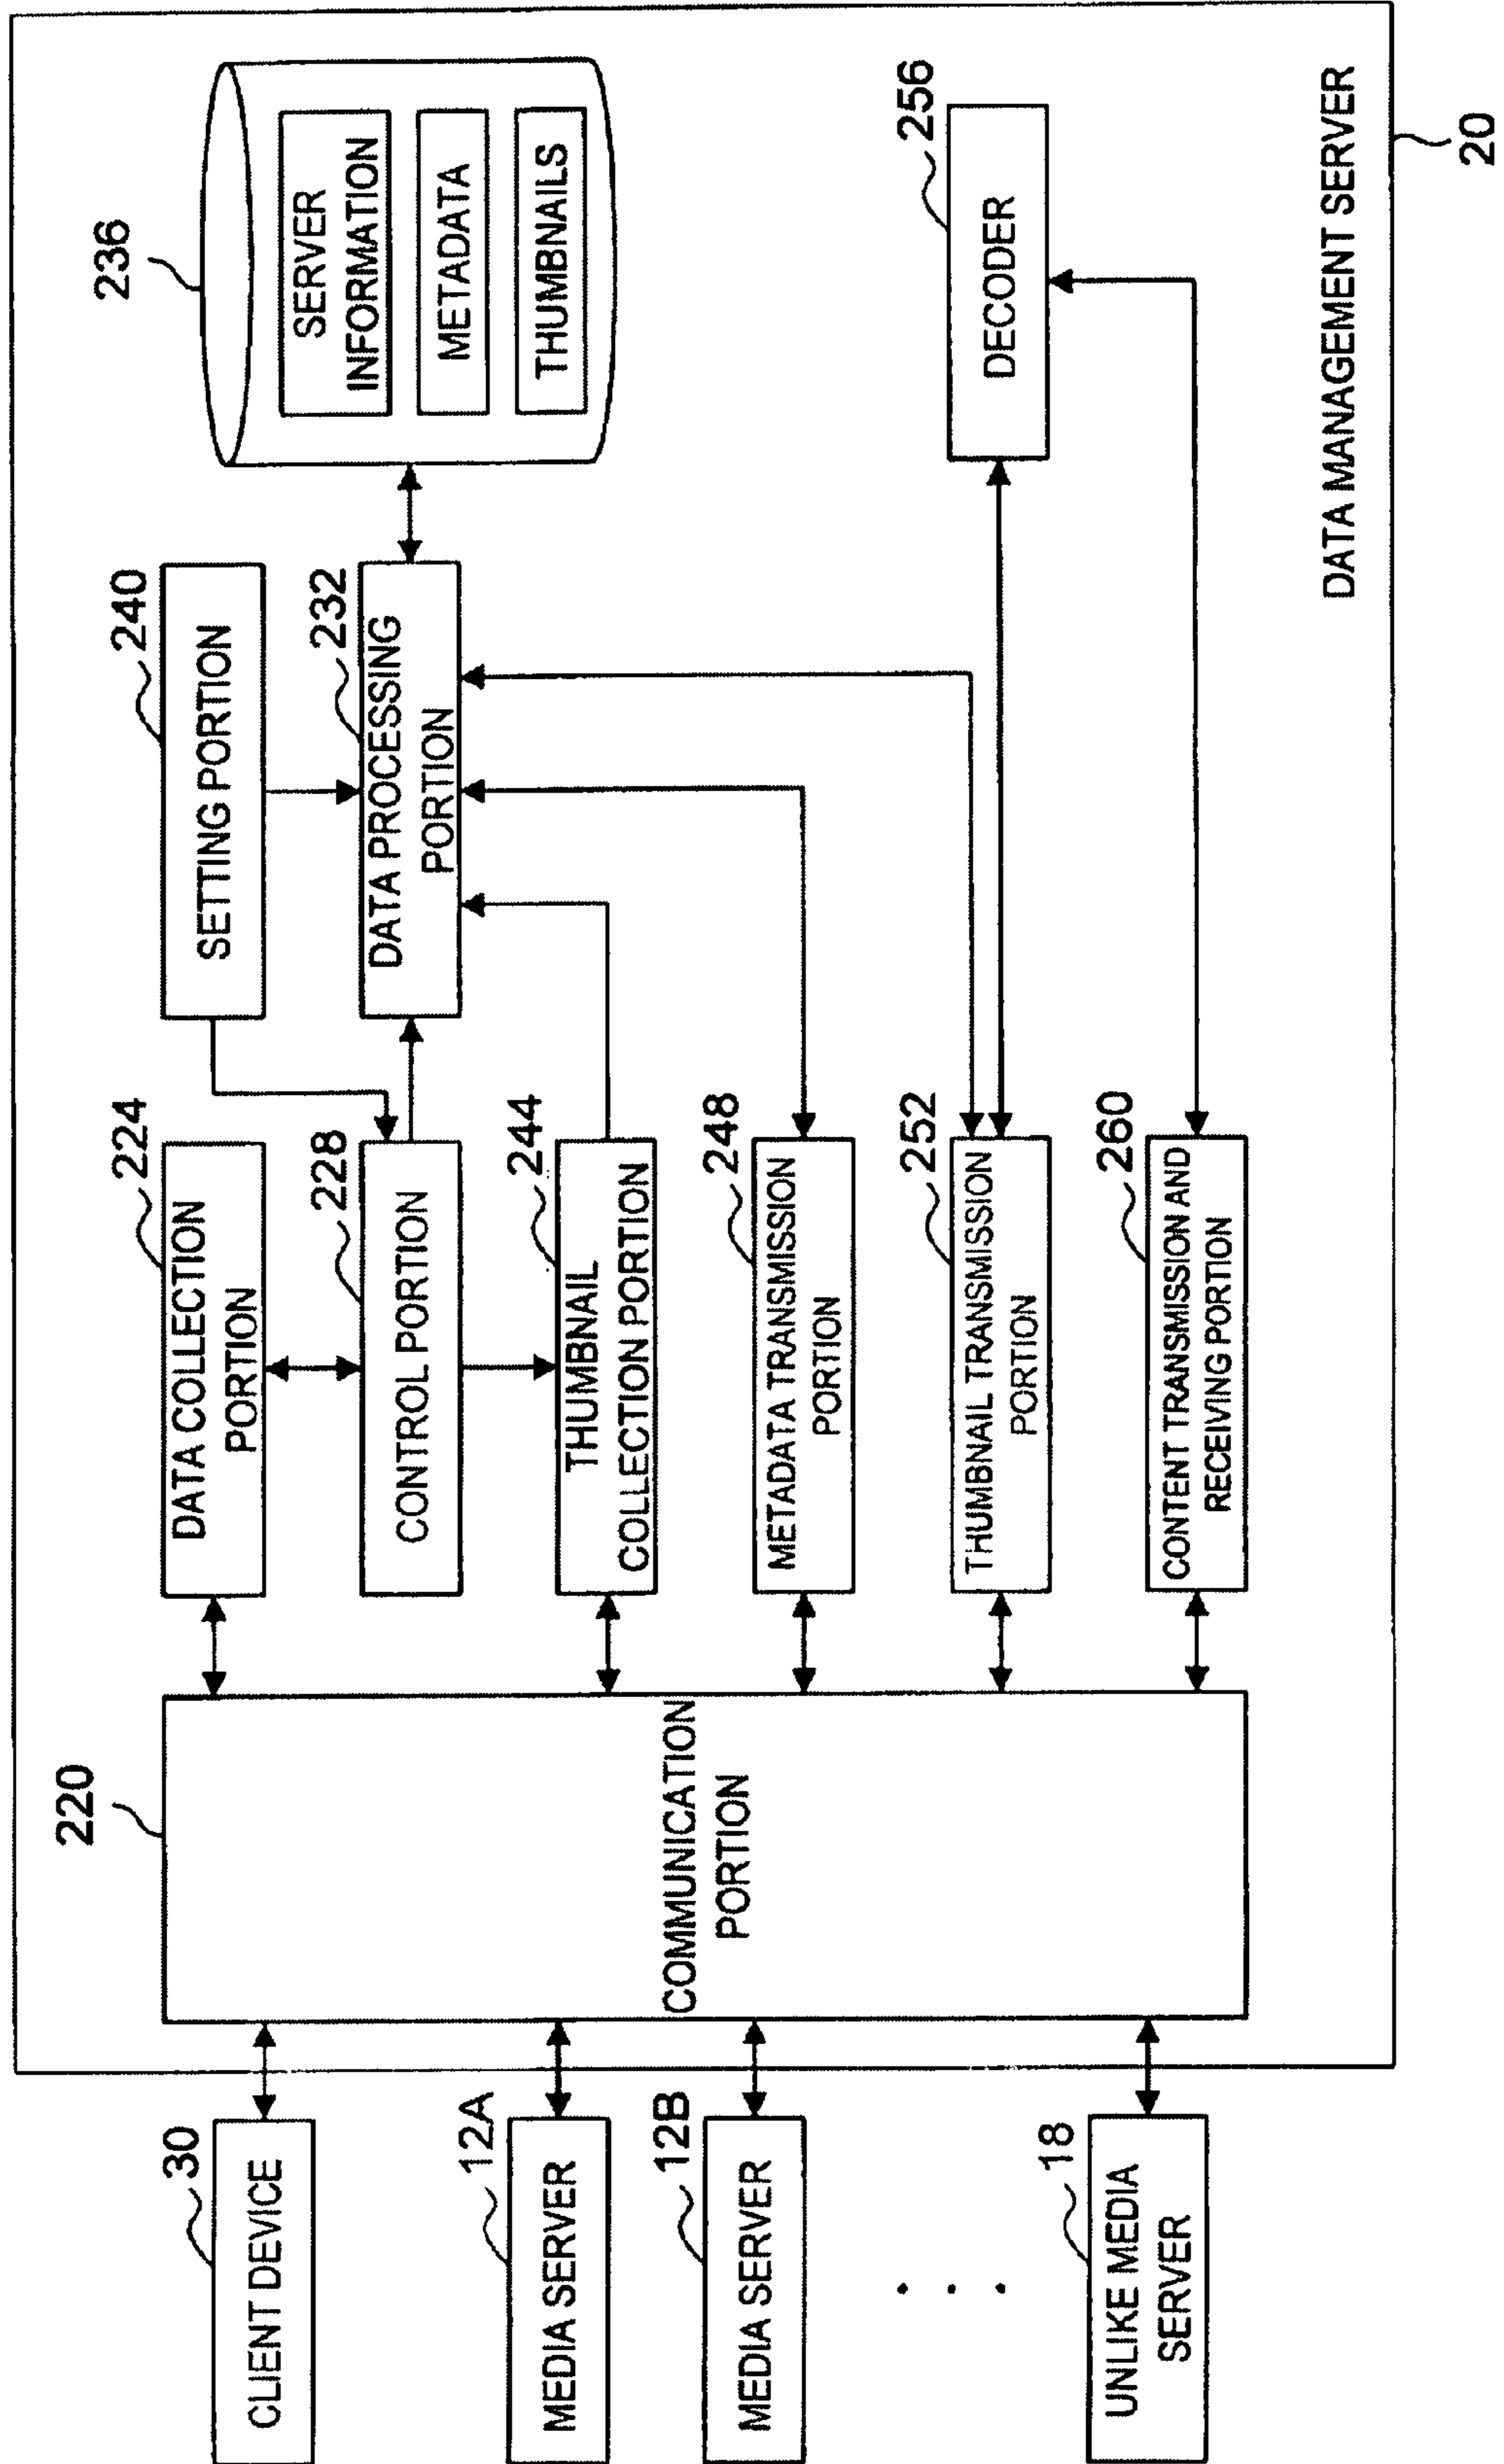 30
CLIENT DEVICE
12A
MEDIA SERVER
12B
MEDIA SERVER
. . .
18
UNLIKE MEDIA
SERVER
220
COMMUNICATION
PORTION
224
DATA COLLECTION
PORTION
228
CONTROL PORTION
244
THUMBNAIL
COLLECTION PORTION
248
METADATA TRANSMISSION
PORTION
252
THUMBNAIL TRANSMISSION
PORTION
260
CONTENT TRANSMISSION AND
RECEIVING PORTION
240
SETTING PORTION
232
DATA PROCESSING
PORTION
236
SERVER
INFORMATION
METADATA
THUMBNAILS
256
DECODER
DATA MANAGEMENT SERVER
20